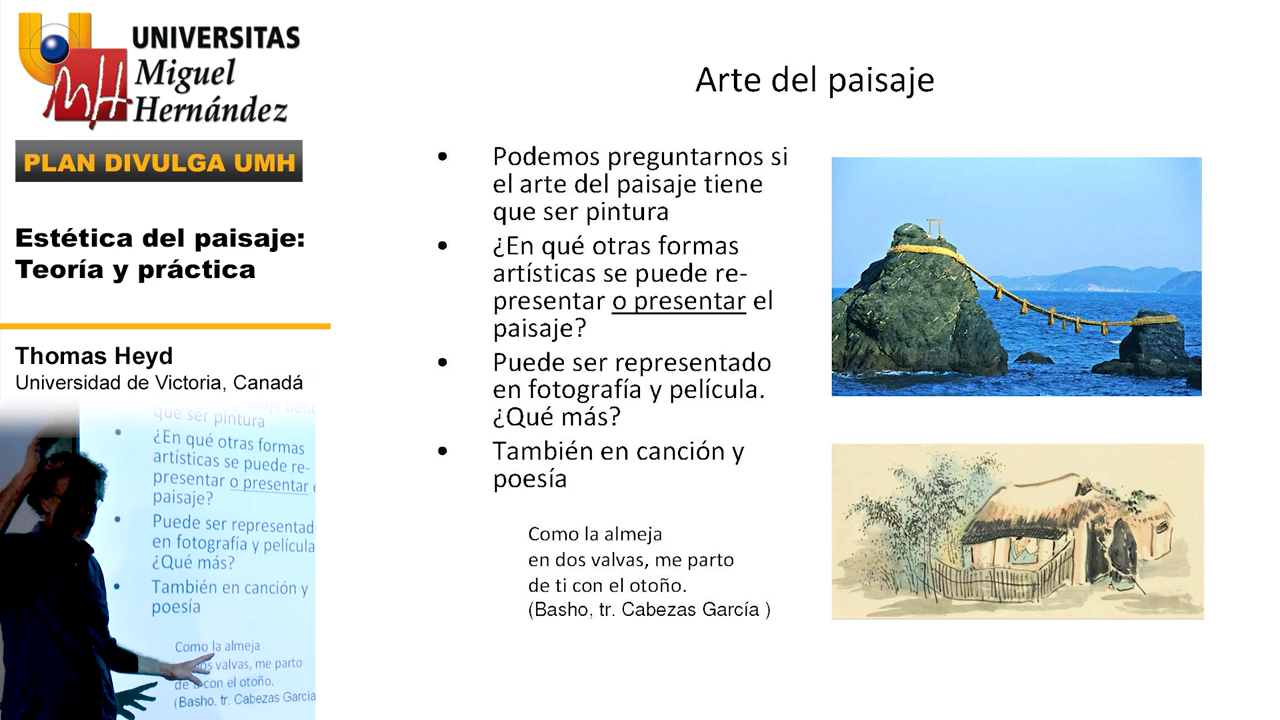 UNIVERSITAS
Miguel
Hernández
PLAN DIVULGA UMH
Estética del paisaje:
Teoría y práctica
Thomas Heyd
Universidad de Victoria, Canadá
que ser pintura
¿En qué otras formas
artísticas se puede re-
presentar o presentar
paisaje?
Puede ser representad
en fotografía y película
¿Qué más?
También en canción y
poesía
Como la almeja
dos valvas, me parto
de ti con el otoño.
(Basho, tr. Cabezas García
Arte del paisaje
• Podemos preguntarnos si
el arte del paisaje tiene
que ser pintura
• ¿En qué otras formas
artísticas se puede re-
presentar o presentar el
paisaje?
• Puede ser representado
en fotografía y película.
¿Qué más?
• También en canción y
poesía
Como la almeja
en dos valvas, me parto
de ti con el otoño.
(Basho, tr. Cabezas García )